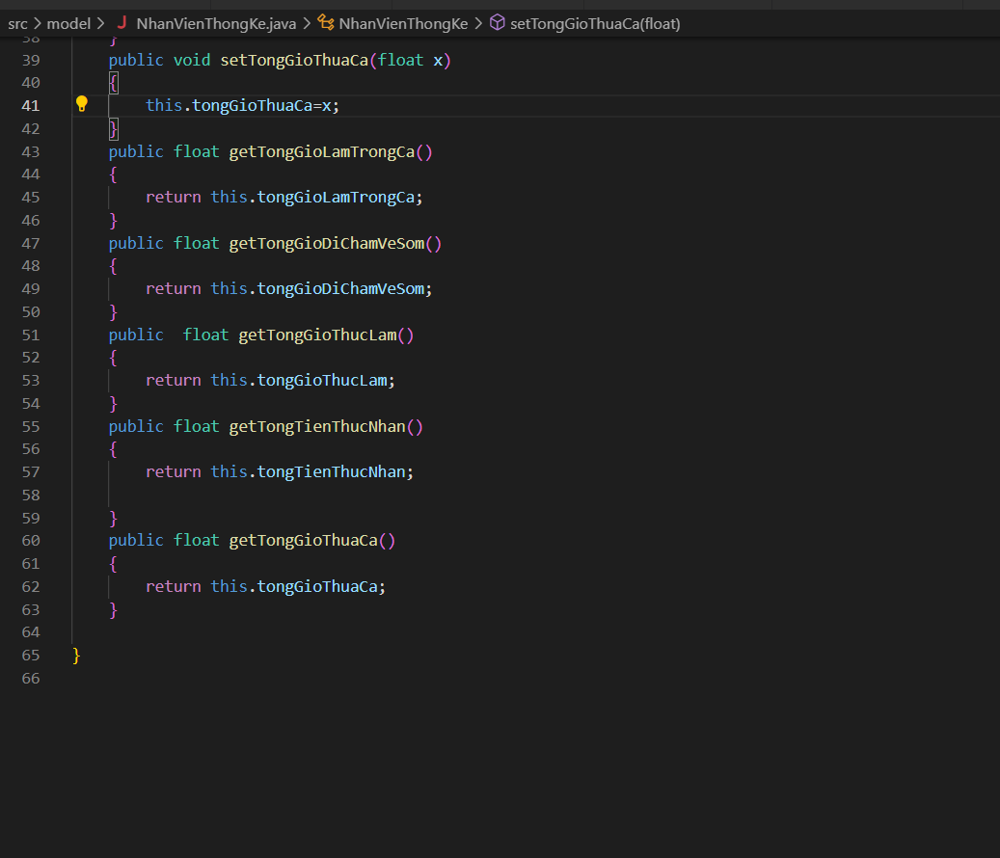 src > model > J NhanVienThongKe.java > NhanVienThongKe > setTongGioThuaCa(float)
38 }
39 public void setTongGioThuaCa(float x)
40 {
41 this.tongGioThuaCa=x;
42 }
43 public float getTongGioLamTrongCa()
44 {
45 return this.tongGioLamTrongCa;
46 }
47 public float getTongGioDiChamVeSom()
48 {
49 return this.tongGioDiChamVeSom;
50 }
51 public  float getTongGioThucLam()
52 {
53 return this.tongGioThucLam;
54 }
55 public float getTongTienThucNhan()
56 {
57 return this.tongTienThucNhan;
58
59 }
60 public float getTongGioThuaCa()
61 {
62 return this.tongGioThuaCa;
63 }
64
65 }
66